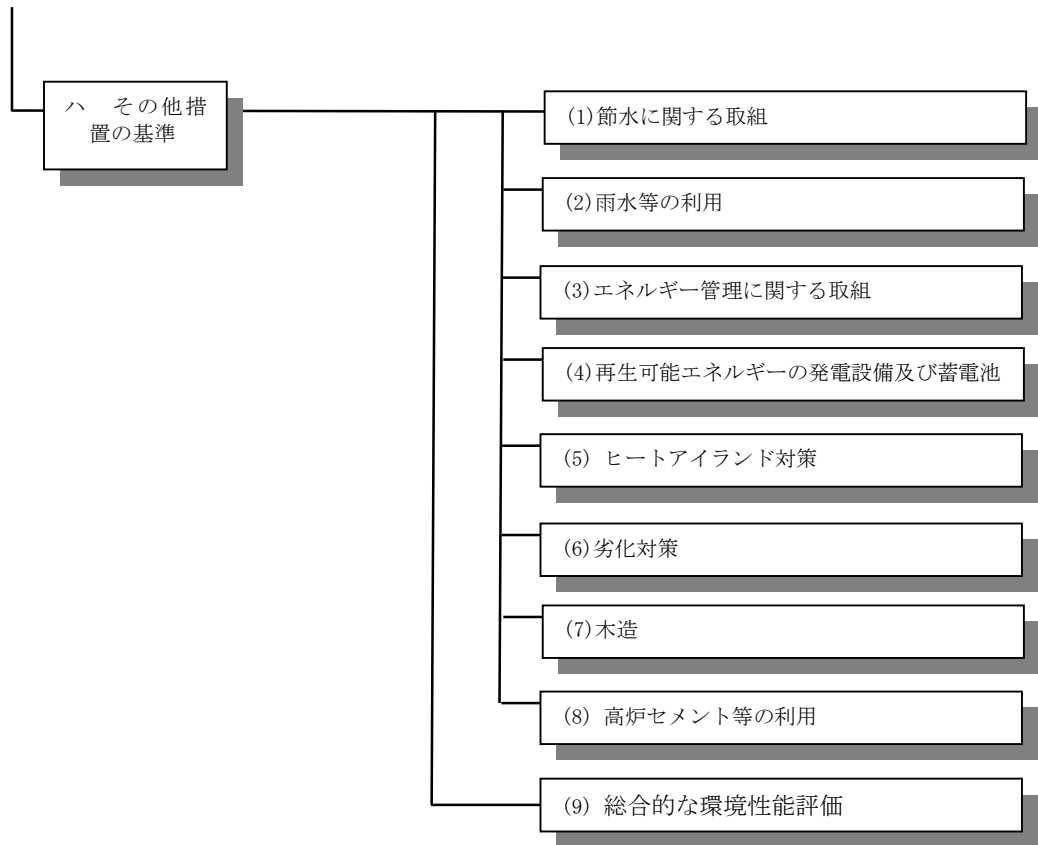 ハ その他措
置の基準
(1)節水に関する取組
(2)雨水等の利用
(3)エネルギー管理に関する取組
(4)再生可能エネルギーの発電設備及び蓄電池
(5) ヒートアイランド対策
(6)劣化対策
(7)木造
(8) 高炉セメント等の利用
(9) 総合的な環境性能評価